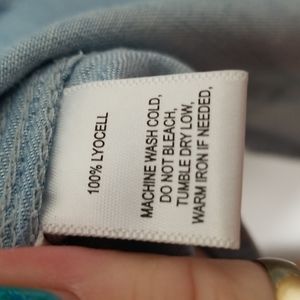 100% LYOCELL
MACHINE WASH COLD,
DO NOT BLEACH,
TUMBLE DRY LOW,
WARM IRON IF NEEDED,